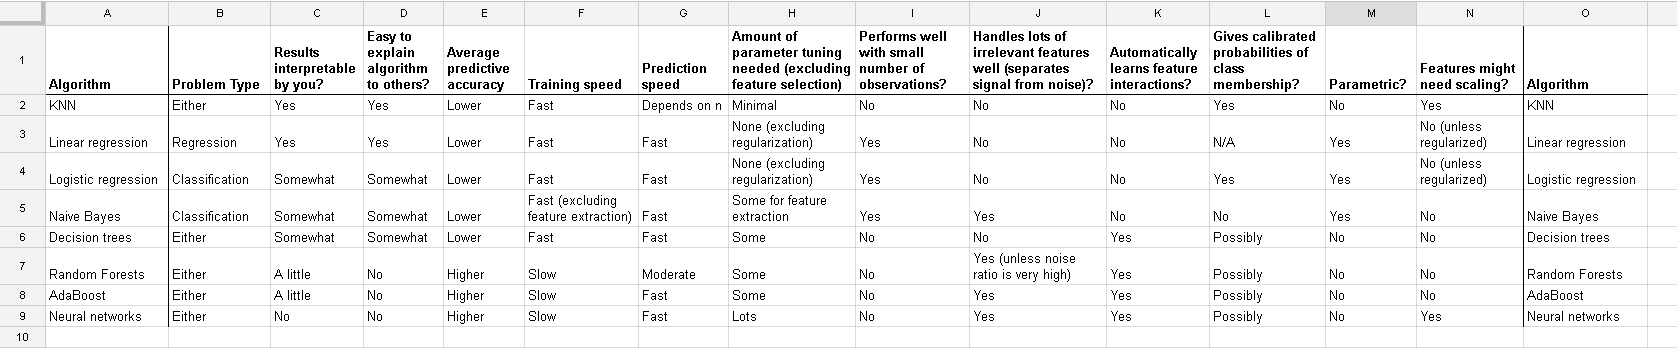 A B C D E F G H I J K L M N O
1 Algorithm Problem Type Results interpretable by you? Easy to explain algorithm to others? Average predictive accuracy Training speed Prediction speed Amount of parameter tuning needed (excluding feature selection) Performs well with small number of observations? Handles lots of irrelevant features well (separates signal from noise)? Automatically learns feature interactions? Gives calibrated probabilities of class membership? Parametric? Features might need scaling? Algorithm
2 KNN Either Yes Yes Lower Fast Depends on n Minimal No No No Yes No Yes KNN
3 Linear regression Regression Yes Yes Lower Fast Fast None (excluding regularization) Yes No No N/A Yes No (unless regularized) Linear regression
4 Logistic regression Classification Somewhat Somewhat Lower Fast Fast None (excluding regularization) Yes No No Yes Yes No (unless regularized) Logistic regression
5 Naive Bayes Classification Somewhat Somewhat Lower Fast (excluding feature extraction) Fast Some for feature extraction Yes Yes No No Yes No Naive Bayes
6 Decision trees Either Somewhat Somewhat Lower Fast Fast Some No No Yes Possibly No No Decision trees
7 Random Forests Either A little No Higher Slow Moderate Some No Yes (unless noise ratio is very high) Yes Possibly No No Random Forests
8 AdaBoost Either A little No Higher Slow Fast Some No Yes Yes Possibly No No AdaBoost
9 Neural networks Either No No Higher Slow Fast Lots No Yes Yes Possibly No Yes Neural networks
10